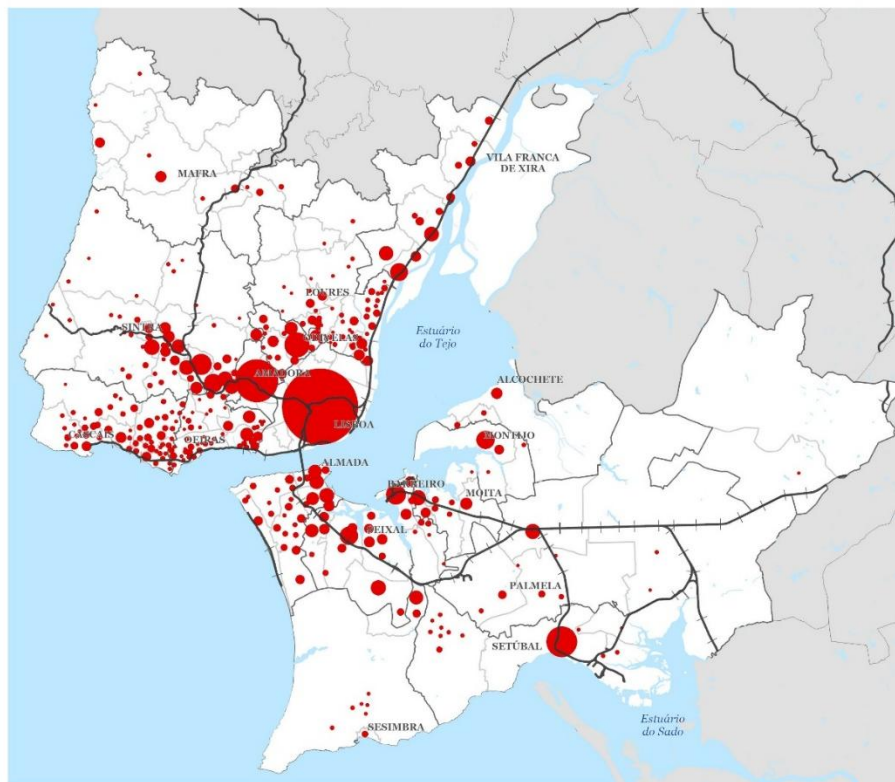 MAFRA
VILA FRANCA
DE XIRA
LOURES
Estuário
do Tejo
SINTRA
ODIVELAS
AMADORA
ALCOCHETE
LISBOA
CASCAIS
OEIRAS
MONTIJO
ALMADA
BARREIRO
MOITA
SEIXAL
PALMELA
SETÚBAL
Estuário
do Sado
SESIMBRA